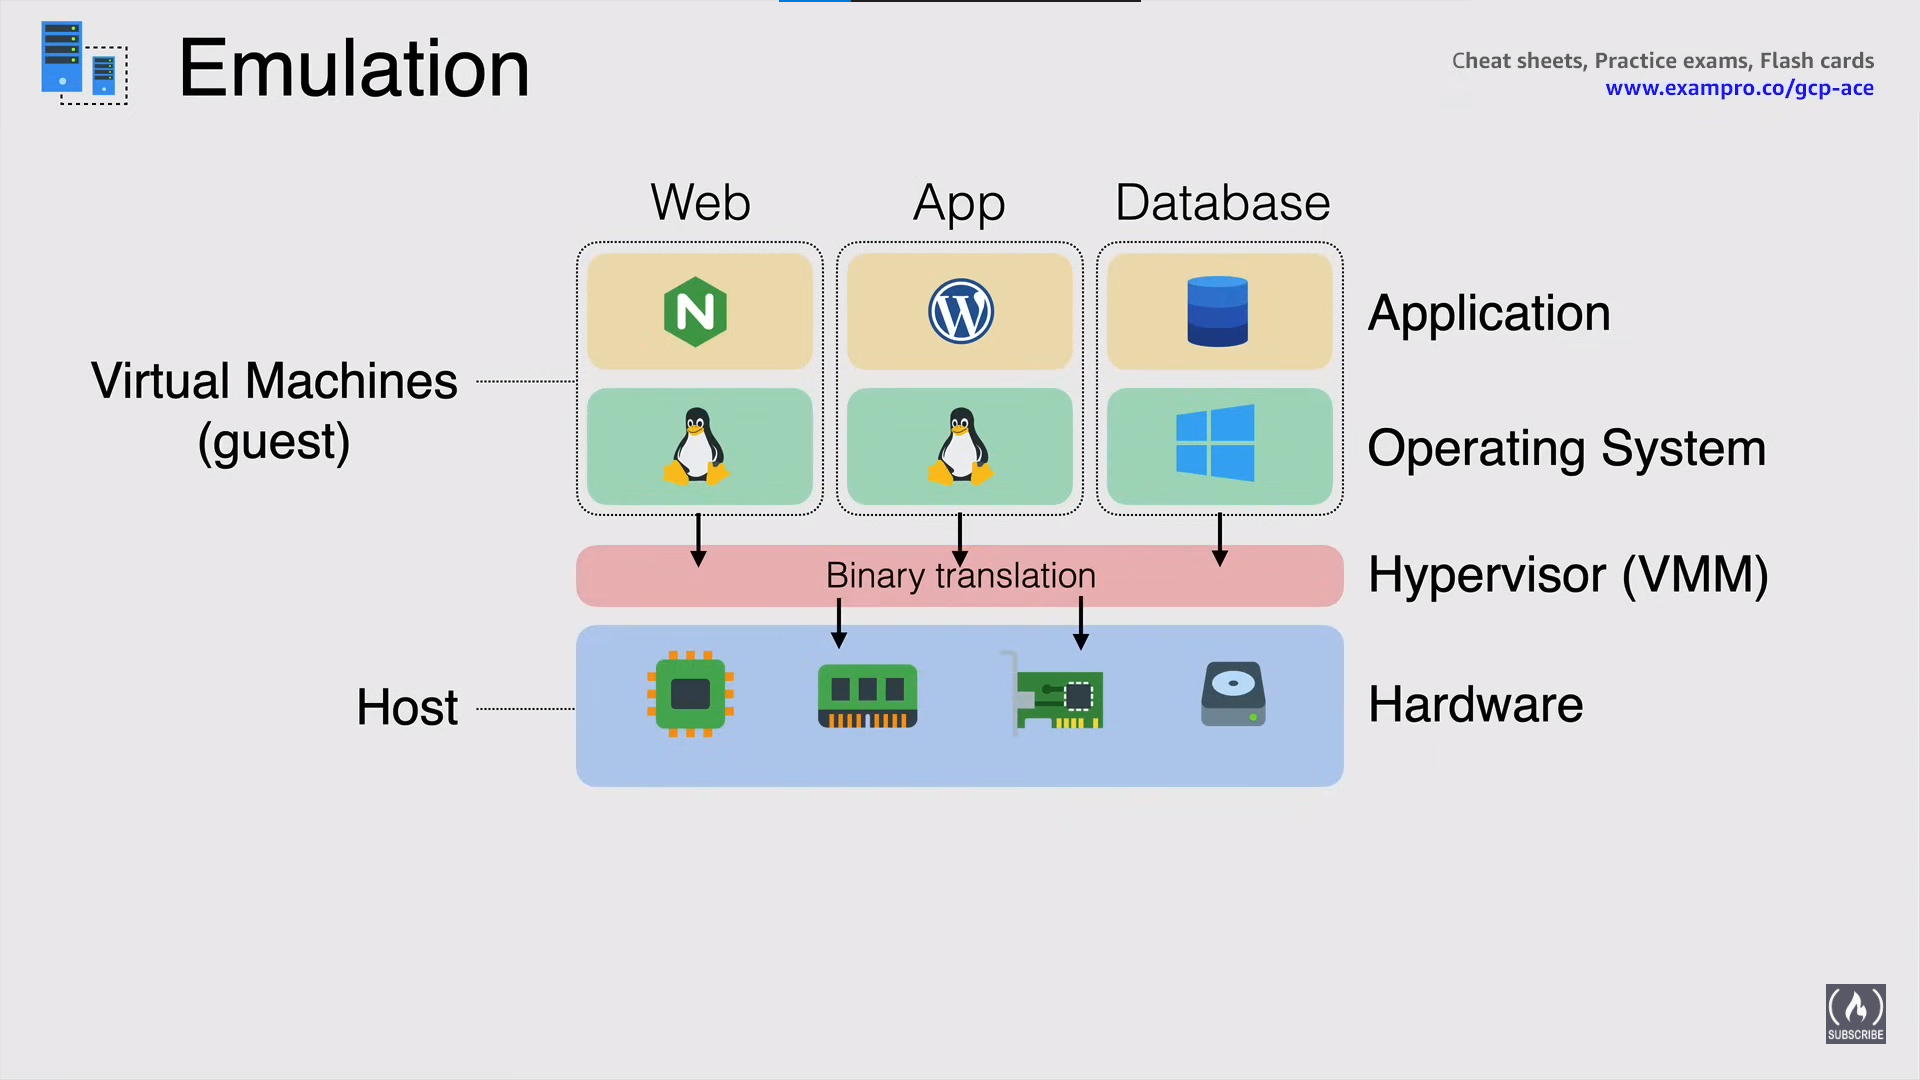 Emulation
Cheat sheets, Practice exams, Flash cards
www.exampro.co/gcp-ace
Web
App
Database
N
W
Application
Virtual Machines
(guest)
Operating System
Binary translation
Hypervisor (VMM)
Host
Hardware
SUBSCRIBE